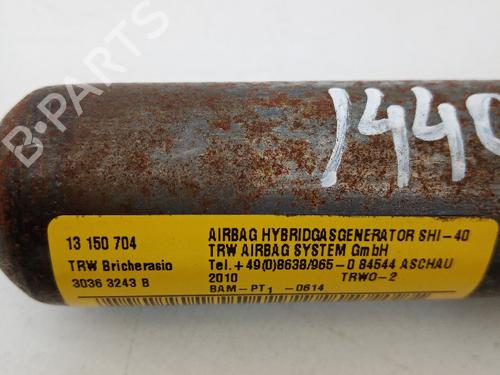 B-PARTS
1440
13 150 704
TRW Bricherasio
3036 3243 B
AIRBAG HYBRIDGASGENERATOR SHI-40
TRW AIRBAG SYSTEM GmbH
Tel.+49(0)8638/965-0 84544 ASCHAU
2010 TRWO-2
BAM-PT1 -0614